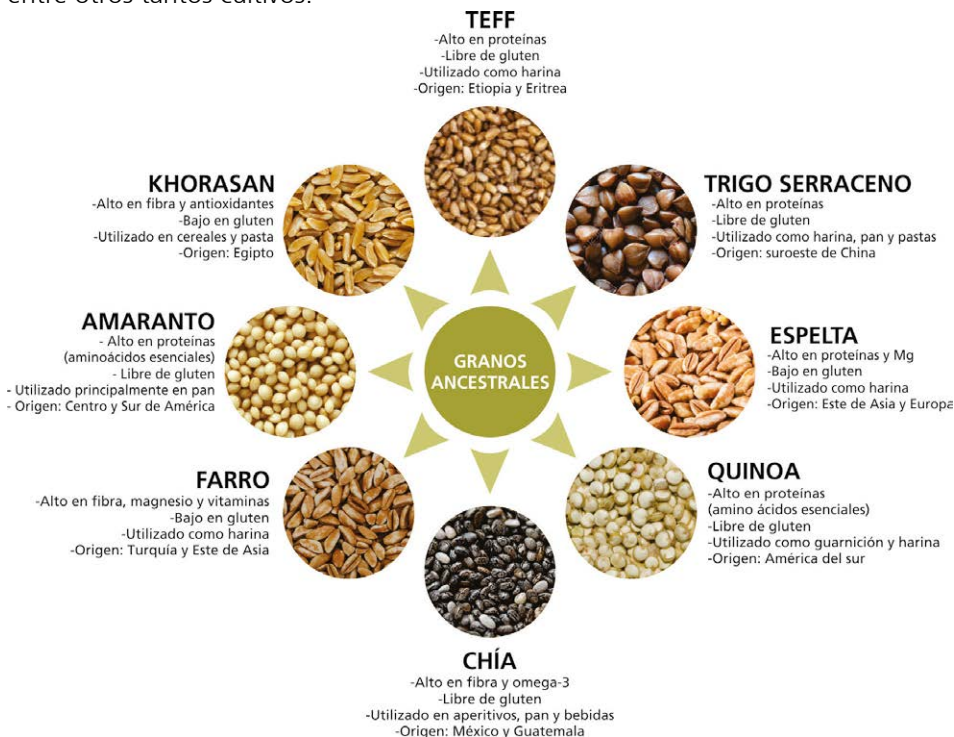 entre otros tantos cultivos.
TEFF
-Alto en proteínas
-Libre de gluten
-Utilizado como harina
-Origen: Etiopia y Eritrea
KHORASAN
-Alto en fibra y antioxidantes
-Bajo en gluten
-Utilizado en cereales y pasta
-Origen: Egipto
TRIGO SERRACENO
-Alto en proteínas
-Libre de gluten
-Utilizado como harina, pan y pastas
-Origen: suroeste de China
AMARANTO
- Alto en proteínas
(aminoácidos esenciales)
- Libre de gluten
- Utilizado principalmente en pan
- Origen: Centro y Sur de América
GRANOS
ANCESTRALES
ESPELTA
-Alto en proteínas y Mg
-Bajo en gluten
-Utilizado como harina
-Origen: Este de Asia y Europa
FARRO
-Alto en fibra, magnesio y vitaminas
-Bajo en gluten
-Utilizado como harina
-Origen: Turquía y Este de Asia
QUINOA
-Alto en proteínas
(amino ácidos esenciales)
-Libre de gluten
-Utilizado como guarnición y harina
-Origen: América del sur
CHÍA
-Alto en fibra y omega-3
-Libre de gluten
-Utilizado en aperitivos, pan y bebidas
-Origen: México y Guatemala